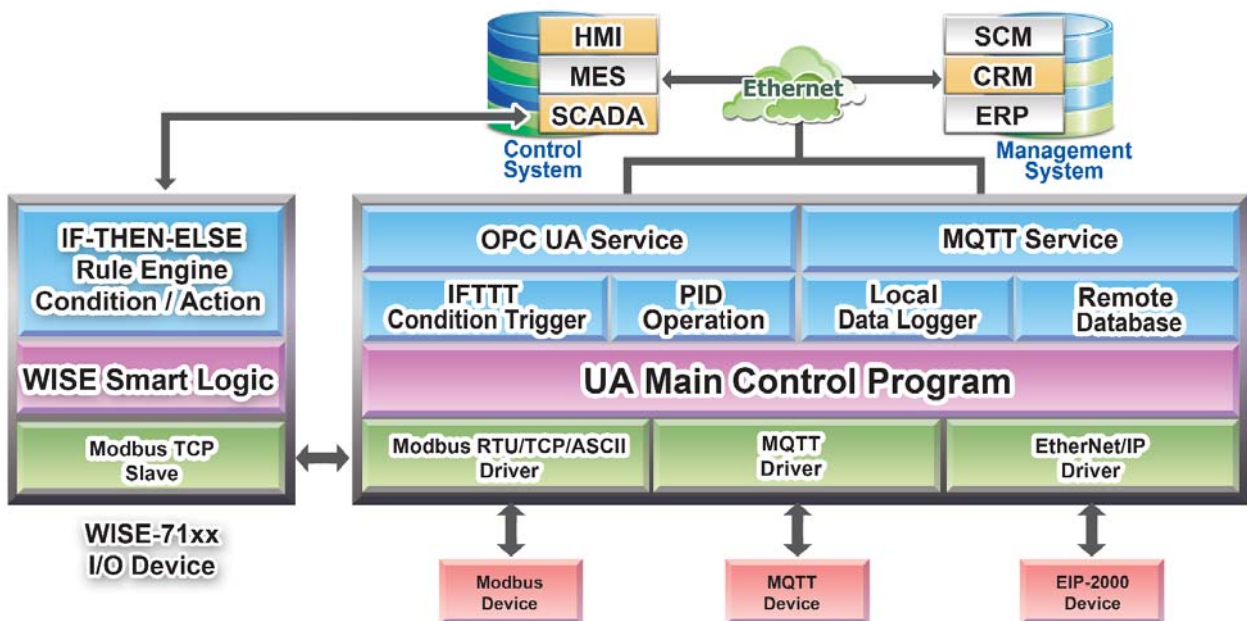 HMI
MES
SCADA
Control
System
Ethernet
SCM
CRM
ERP
Management
System
IF-THEN-ELSE
Rule Engine
Condition / Action
WISE Smart Logic
Modbus TCP
Slave
WISE-71xx
I/O Device
OPC UA Service
MQTT Service
IFTTT
Condition Trigger
PID
Operation
Local
Data Logger
Remote
Database
UA Main Control Program
Modbus RTU/TCP/ASCII
Driver
MQTT
Driver
EtherNet/IP
Driver
Modbus
Device
MQTT
Device
EIP-2000
Device